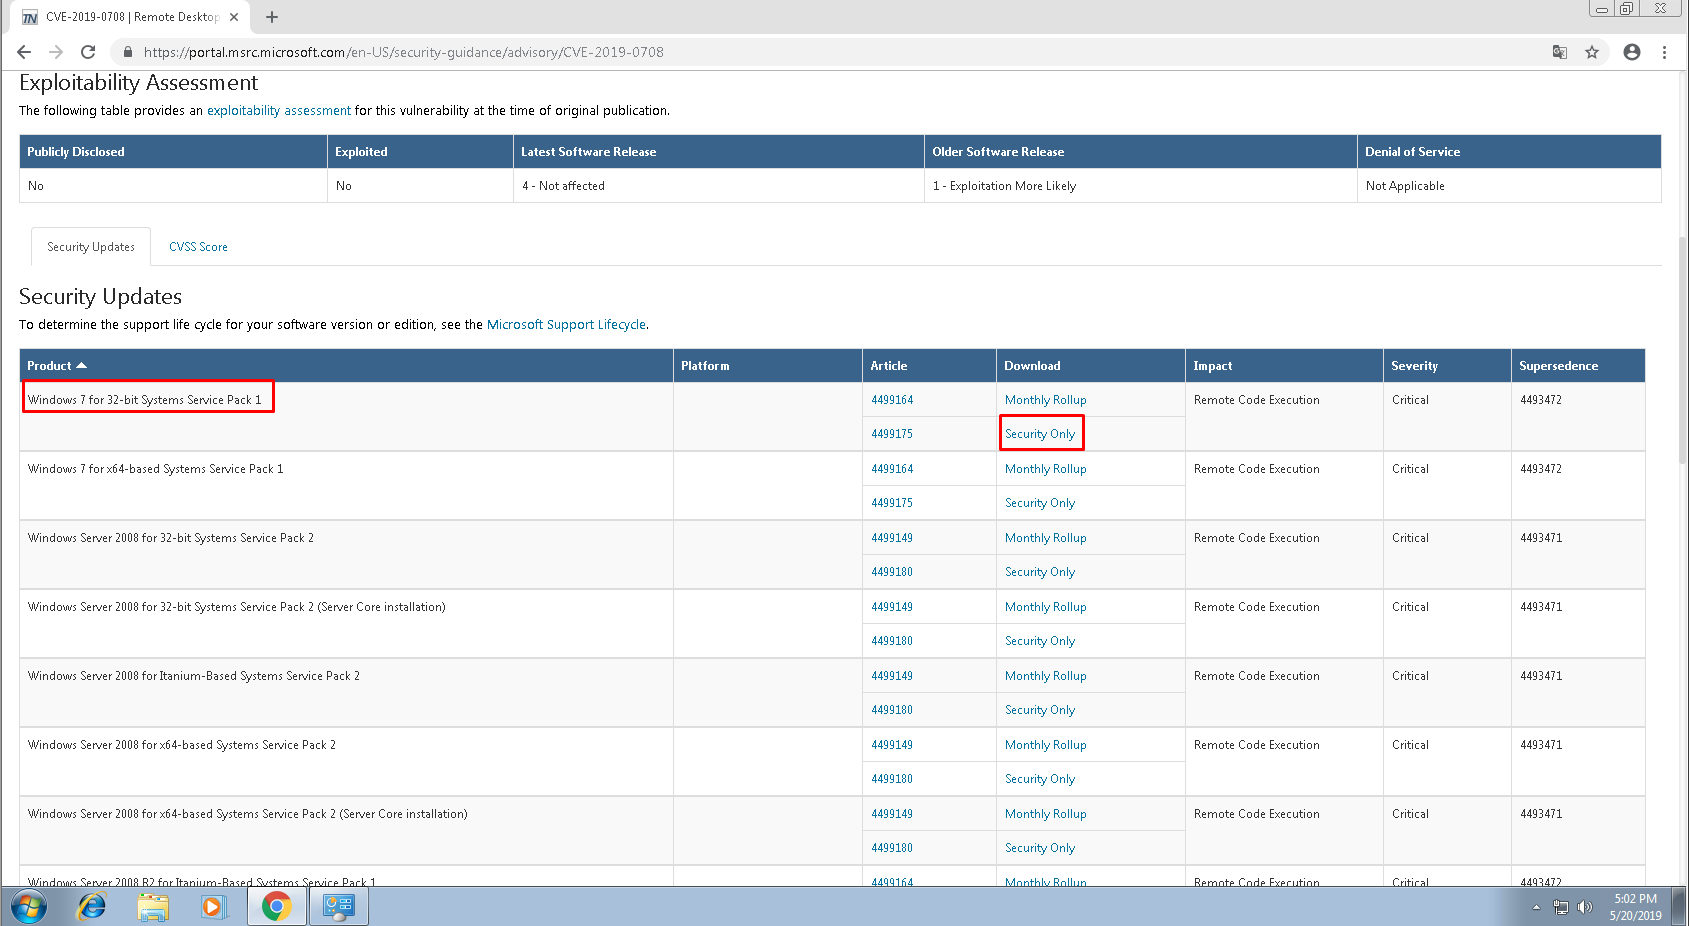 CVE-2019-0708 | Remote Desktop
https://portal.msrc.microsoft.com/en-US/security-guidance/advisory/CVE-2019-0708
Exploitability Assessment
The following table provides an exploitability assessment for this vulnerability at the time of original publication.
Publicly Disclosed Exploited Latest Software Release Older Software Release Denial of Service
No No 4 - Not affected 1 - Exploitation More Likely Not Applicable
Security Updates CVSS Score
Security Updates
To determine the support life cycle for your software version or edition, see the Microsoft Support Lifecycle.
Product Platform Article Download Impact Severity Supersedence
Windows 7 for 32-bit Systems Service Pack 1 4499164 Monthly Rollup Remote Code Execution Critical 4493472
4499175 Security Only
Windows 7 for x64-based Systems Service Pack 1 4499164 Monthly Rollup Remote Code Execution Critical 4493472
4499175 Security Only
Windows Server 2008 for 32-bit Systems Service Pack 2 4499149 Monthly Rollup Remote Code Execution Critical 4493471
4499180 Security Only
Windows Server 2008 for 32-bit Systems Service Pack 2 (Server Core installation) 4499149 Monthly Rollup Remote Code Execution Critical 4493471
4499180 Security Only
Windows Server 2008 for Itanium-Based Systems Service Pack 2 4499149 Monthly Rollup Remote Code Execution Critical 4493471
4499180 Security Only
Windows Server 2008 for x64-based Systems Service Pack 2 4499149 Monthly Rollup Remote Code Execution Critical 4493471
4499180 Security Only
Windows Server 2008 for x64-based Systems Service Pack 2 (Server Core installation) 4499149 Monthly Rollup Remote Code Execution Critical 4493471
4499180 Security Only
Windows Server 2008 R2 for Itanium-Based Systems Service Pack 1 4499164 Monthly Rollup Remote Code Execution Critical 4493472
5:02 PM
5/20/2019